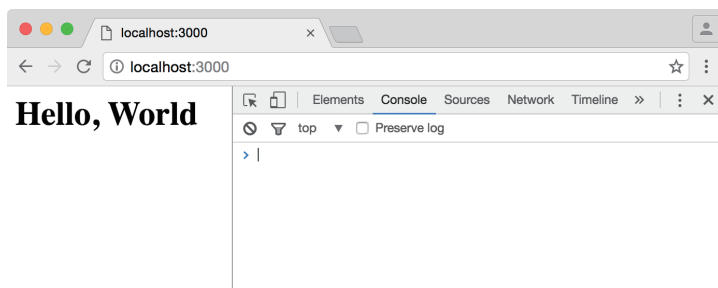 localhost:3000
localhost:3000
Hello, World
Elements Console Sources Network Timeline
top Preserve log